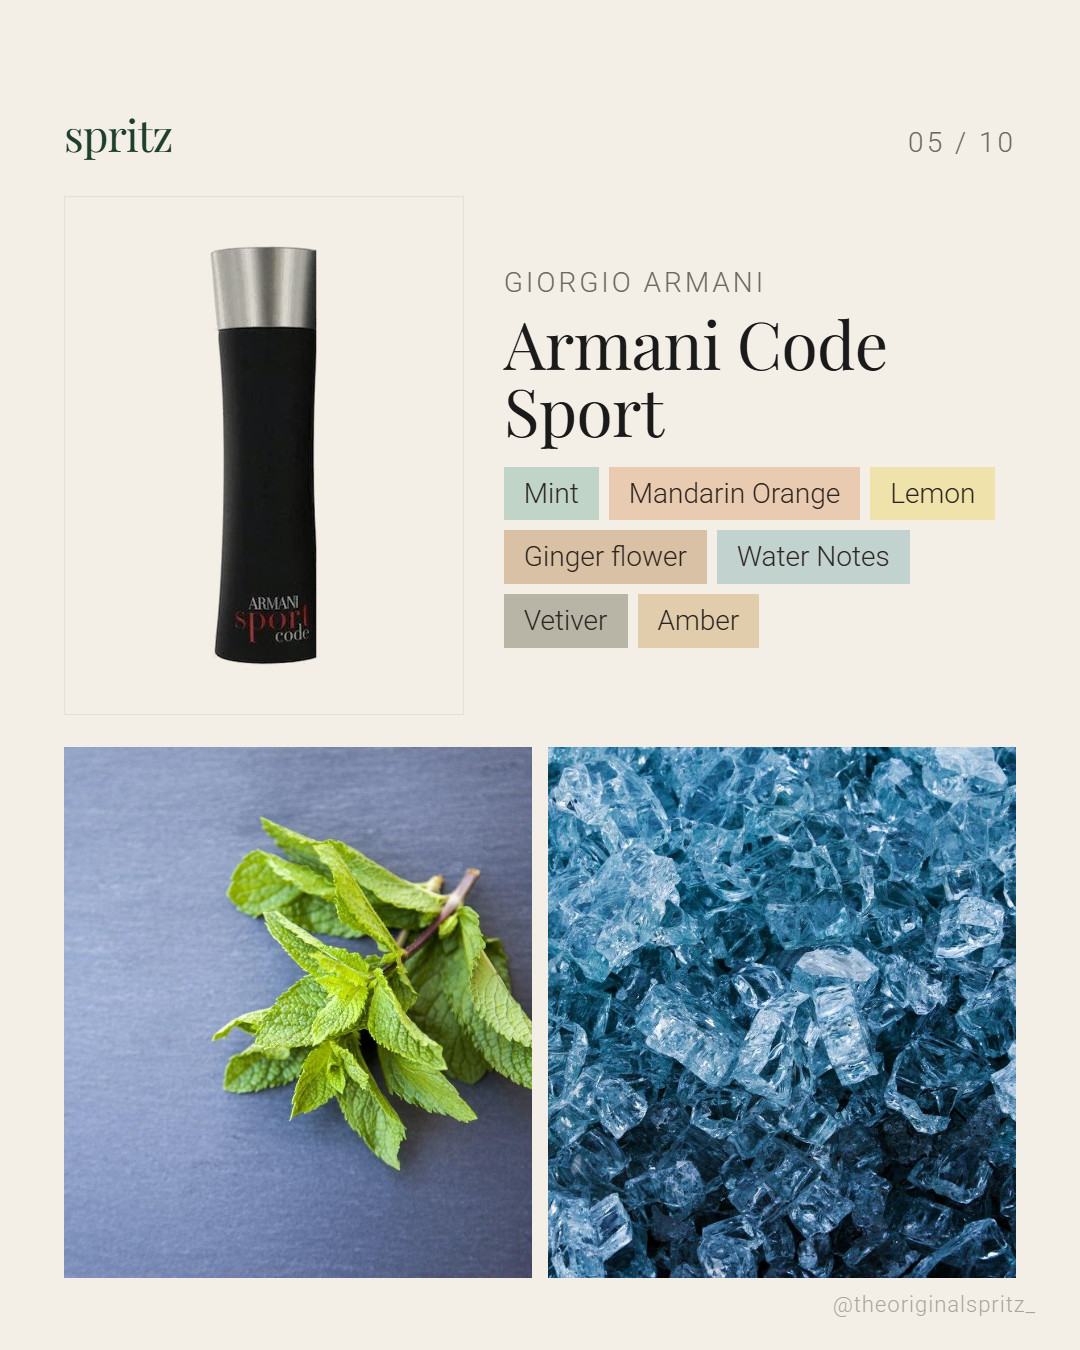 spritz
05 / 10
GIORGIO ARMANI
Armani Code
Sport
Mint
Mandarin Orange
Lemon
Ginger flower
Water Notes
Vetiver
Amber
ARMANI
sport
code
@theoriginalspritz_